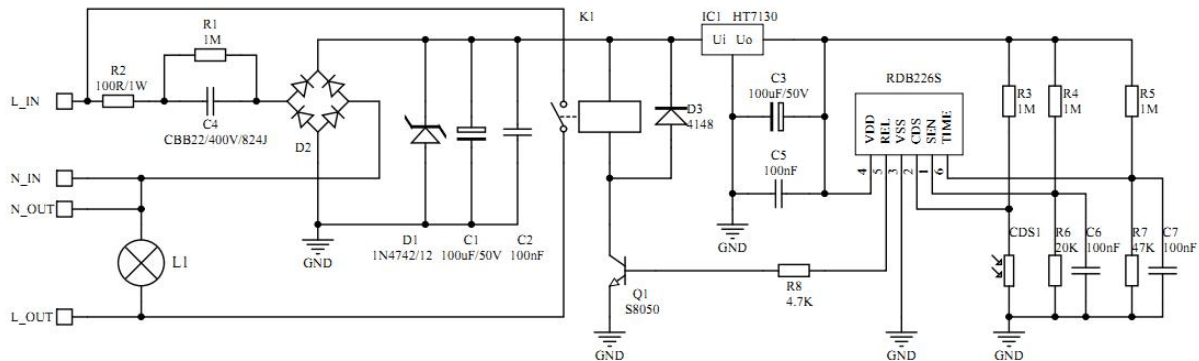 K1
IC1 HT7130
Ui Uo
R1
1M
R2
100R/1W
L_IN
C4
CBB22/400V/824J
D2
D3
4148
C3
100uF/50V
C5
100nF
RDB226S
VDD
REL
VSS
CDS
SEN
TIME
4
5
3
2
1
6
R3
1M
R4
1M
R5
1M
N_IN
N_OUT
L1
L_OUT
GND
D1
1N4742/12
C1
100uF/50V
C2
100nF
GND
CDS1
R6
20K
C6
100nF
R7
47K
C7
100nF
R8
4.7K
Q1
S8050
GND
GND
GND